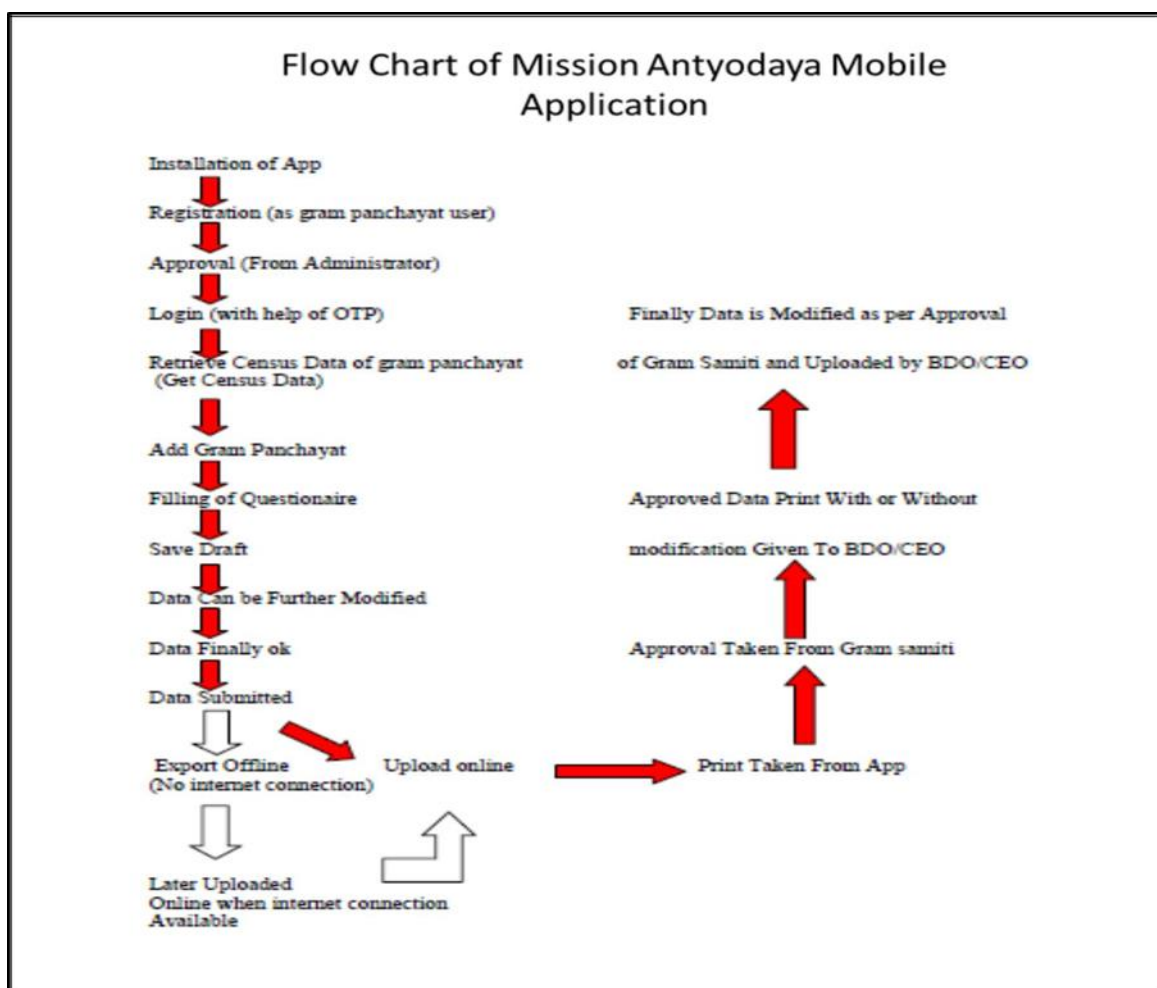 Flow Chart of Mission Antyodaya Mobile
Application
Installation of App
Registration (as gram panchayat user)
Approval (From Administrator)
Login (with help of OTP)
Retrieve Census Data of gram panchayat
(Get Census Data)
Add Gram Panchayat
Filling of Questionaire
Save Draft
Data Can be Further Modified
Data Finally ok
Data Submitted
Export Offline
(No internet connection)
Later Uploaded
Online when internet connection
Available
Upload online
Print Taken From App
Approval Taken From Gram samiti
Approved Data Print With or Without
modification Given To BDO/CEO
Finally Data is Modified as per Approval
of Gram Samiti and Uploaded by BDO/CEO